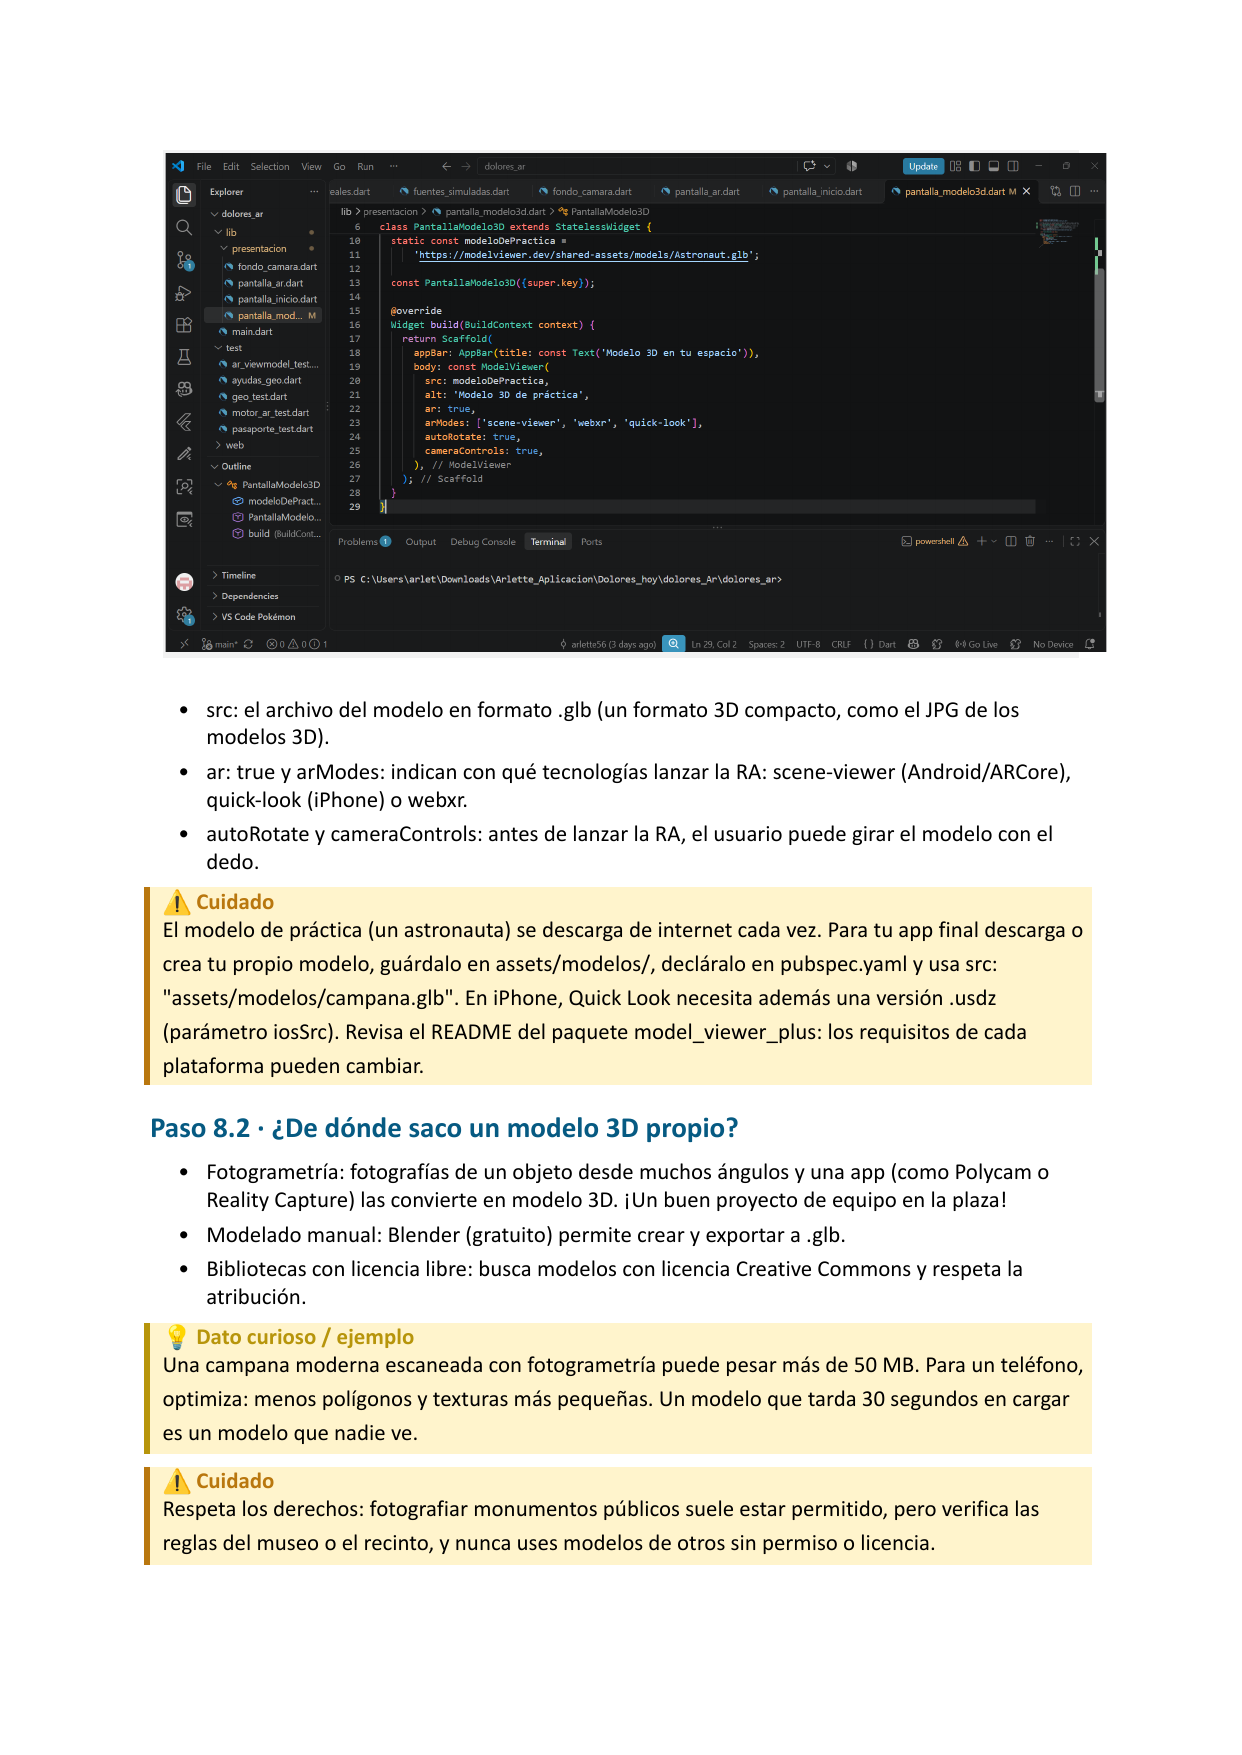 File Edit Selection View Go Run ··· dolores_ar Update
Explorer ···
eales.dart fuentes_simuladas.dart fondo_camara.dart pantalla_ar.dart pantalla_inicio.dart pantalla_modelo3d.dart M
dolores_ar
lib
presentacion
fondo_camara.dart
pantalla_ar.dart
pantalla_inicio.dart
pantalla_mod... M
main.dart
test
ar_viewmodel_test....
ayudas_geo.dart
geo_test.dart
motor_ar_test.dart
pasaporte_test.dart
web
Outline
PantallaModelo3D
modeloDePract...
PantallaModelo...
build (BuildCont...
Timeline
Dependencies
VS Code Pokémon
lib > presentacion > pantalla_modelo3d.dart > PantallaModelo3D
6 class PantallaModelo3D extends StatelessWidget {
10 static const modeloDePractica =
11 'https://modelviewer.dev/shared-assets/models/Astronaut.glb';
12
13 const PantallaModelo3D({super.key});
14
15 @override
16 Widget build(BuildContext context) {
17 return Scaffold(
18 appBar: AppBar(title: const Text('Modelo 3D en tu espacio')),
19 body: const ModelViewer(
20 src: modeloDePractica,
21 alt: 'Modelo 3D de práctica',
22 ar: true,
23 arModes: ['scene-viewer', 'webxr', 'quick-look'],
24 autoRotate: true,
25 cameraControls: true,
26 ), // ModelViewer
27 ); // Scaffold
28 }
29 }
Problems 1 Output Debug Console Terminal Ports powershell
PS C:\Users\arlet\Downloads\Arlette_Aplicacion\Dolores_hoy\dolores_Ar\dolores_ar>
main* 0 0 1 arlette56 (3 days ago) Ln 29, Col 2 Spaces: 2 UTF-8 CRLF { } Dart Go Live No Device
• src: el archivo del modelo en formato .glb (un formato 3D compacto, como el JPG de los
modelos 3D).
• ar: true y arModes: indican con qué tecnologías lanzar la RA: scene-viewer (Android/ARCore),
quick-look (iPhone) o webxr.
• autoRotate y cameraControls: antes de lanzar la RA, el usuario puede girar el modelo con el
dedo.
⚠️ Cuidado
El modelo de práctica (un astronauta) se descarga de internet cada vez. Para tu app final descarga o
crea tu propio modelo, guárdalo en assets/modelos/, decláralo en pubspec.yaml y usa src:
"assets/modelos/campana.glb". En iPhone, Quick Look necesita además una versión .usdz
(parámetro iosSrc). Revisa el README del paquete model_viewer_plus: los requisitos de cada
plataforma pueden cambiar.
Paso 8.2 · ¿De dónde saco un modelo 3D propio?
• Fotogrametría: fotografías de un objeto desde muchos ángulos y una app (como Polycam o
Reality Capture) las convierte en modelo 3D. ¡Un buen proyecto de equipo en la plaza!
• Modelado manual: Blender (gratuito) permite crear y exportar a .glb.
• Bibliotecas con licencia libre: busca modelos con licencia Creative Commons y respeta la
atribución.
💡 Dato curioso / ejemplo
Una campana moderna escaneada con fotogrametría puede pesar más de 50 MB. Para un teléfono,
optimiza: menos polígonos y texturas más pequeñas. Un modelo que tarda 30 segundos en cargar
es un modelo que nadie ve.
⚠️ Cuidado
Respeta los derechos: fotografiar monumentos públicos suele estar permitido, pero verifica las
reglas del museo o el recinto, y nunca uses modelos de otros sin permiso o licencia.